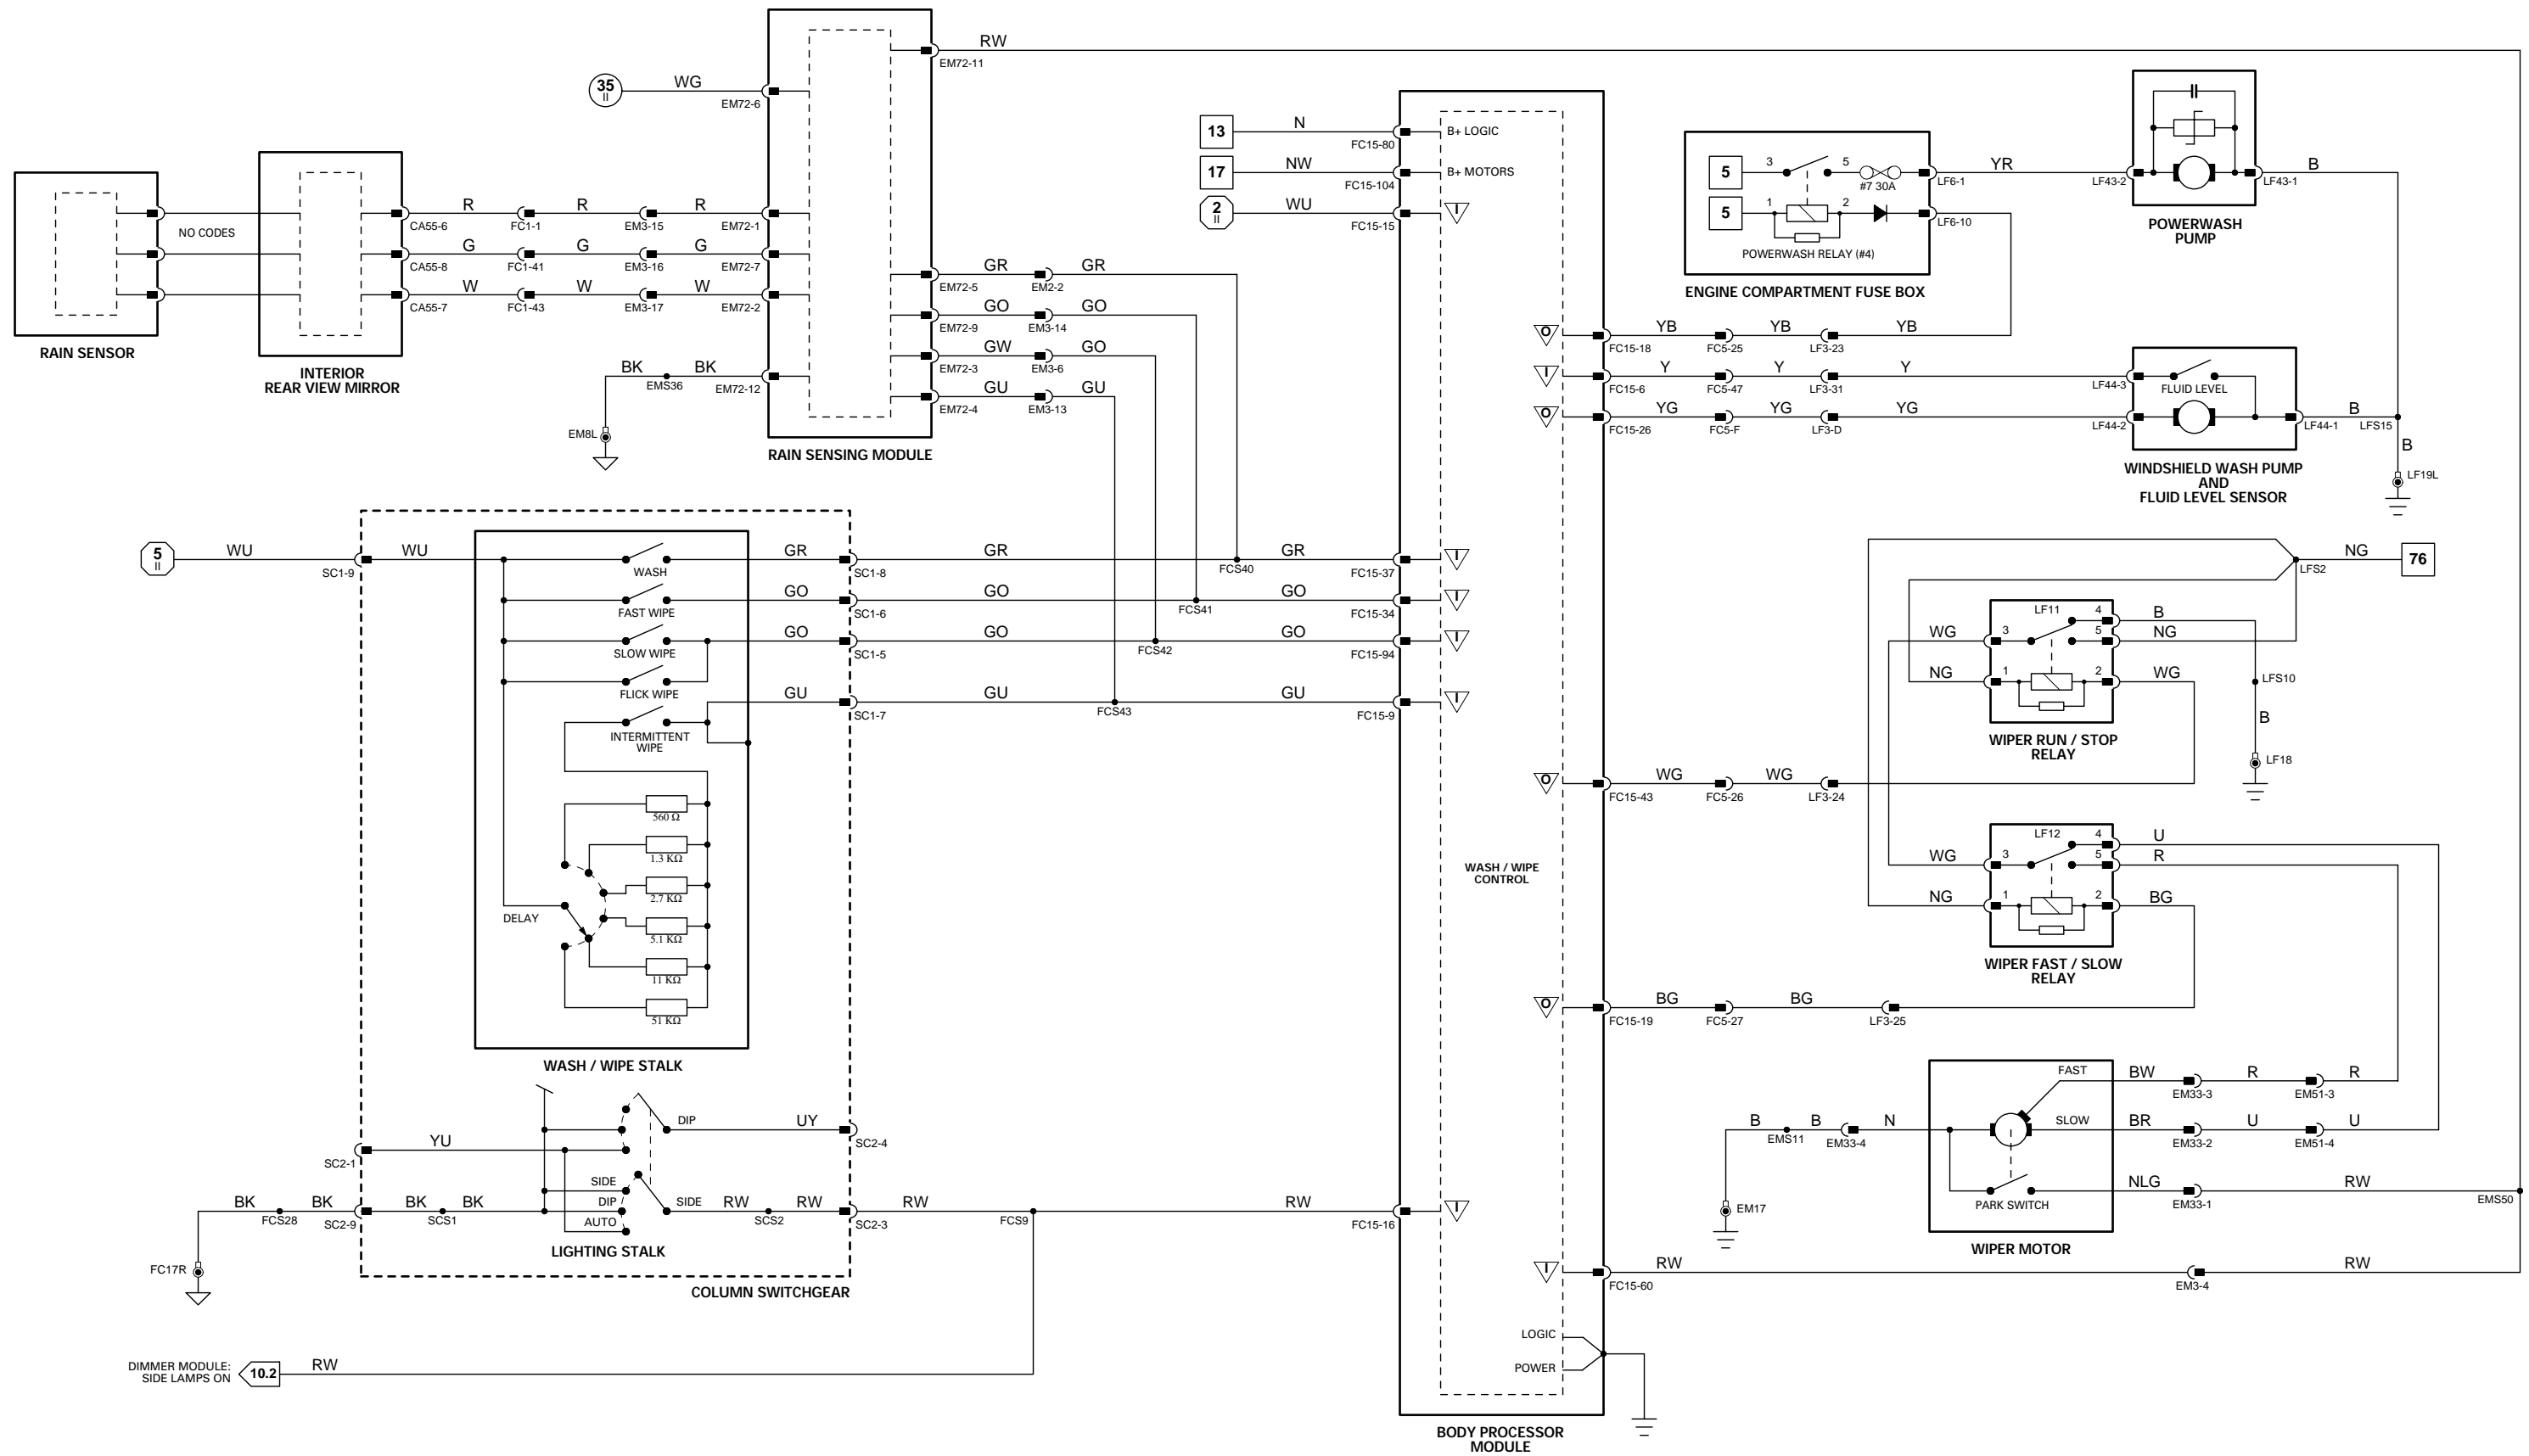 RW
EM72-11
35
II
WG
EM72-6
13
N
FC15-80
B+ LOGIC
17
NW
FC15-104
B+ MOTORS
2
II
WU
FC15-15
I
5
3
5
#7 30A
LF6-1
YR
LF43-2
LF43-1
B
5
1
2
LF6-10
POWERWASH RELAY (#4)
ENGINE COMPARTMENT FUSE BOX
POWERWASH
PUMP
NO CODES
RAIN SENSOR
INTERIOR
REAR VIEW MIRROR
R
R
R
CA55-6
FC1-1
EM3-15
EM72-1
G
G
G
CA55-8
FC1-41
EM3-16
EM72-7
W
W
W
CA55-7
FC1-43
EM3-17
EM72-2
GR
GR
EM72-5
EM2-2
GO
GO
EM72-9
EM3-14
GW
GO
EM72-3
EM3-6
GU
GU
EM72-4
EM3-13
BK
BK
EMS36
EM72-12
EM8L
RAIN SENSING MODULE
O
YB
YB
YB
FC15-18
FC5-25
LF3-23
I
Y
Y
Y
FC15-6
FC5-47
LF3-31
LF44-3
FLUID LEVEL
O
YG
YG
YG
FC15-26
FC5-F
LF3-D
LF44-2
LF44-1
B
LFS15
B
LF19L
WINDSHIELD WASH PUMP
AND
FLUID LEVEL SENSOR
5
II
WU
WU
SC1-9
WASH
GR
GR
GR
SC1-8
FCS40
FC15-37
I
FAST WIPE
GO
GO
GO
SC1-6
FCS41
FC15-34
I
SLOW WIPE
GO
GO
GO
SC1-5
FCS42
FC15-94
I
FLICK WIPE
GU
GU
GU
SC1-7
FCS43
FC15-9
I
INTERMITTENT
WIPE
560 Ω
1.3 KΩ
2.7 KΩ
5.1 KΩ
11 KΩ
51 KΩ
DELAY
WASH / WIPE STALK
NG
76
LFS2
LF11
4
B
WG
3
5
NG
NG
1
2
WG
LFS10
B
LF18
WIPER RUN / STOP
RELAY
O
WG
WG
FC15-43
FC5-26
LF3-24
WASH / WIPE
CONTROL
LF12
4
U
WG
3
5
R
NG
1
2
BG
WIPER FAST / SLOW
RELAY
O
BG
BG
FC15-19
FC5-27
LF3-25
FAST
BW
R
R
EM33-3
EM51-3
SLOW
BR
U
U
EM33-2
EM51-4
B
B
N
EMS11
EM33-4
EM17
PARK SWITCH
NLG
RW
EM33-1
EMS50
WIPER MOTOR
DIP
UY
SC2-4
YU
SC2-1
BK
BK
BK
BK
FCS28
SC2-9
SCS1
SIDE
DIP
AUTO
SIDE
RW
RW
RW
RW
SCS2
SC2-3
FCS9
FC15-16
I
LIGHTING STALK
FC17R
COLUMN SWITCHGEAR
I
RW
RW
FC15-60
EM3-4
LOGIC
POWER
DIMMER MODULE:
SIDE LAMPS ON
10.2
RW
BODY PROCESSOR
MODULE